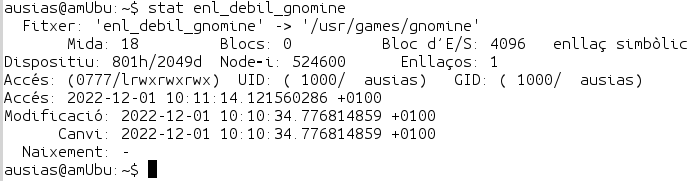 ausias@amUbu:~$ stat enl_debil_gnomine
Fitxer: 'enl_debil_gnomine' -> '/usr/games/gnomine'
Mida: 18 Blocs: 0 Bloc d´E/S: 4096 enllaç simbòlic
Dispositiu: 801h/2049d Node-i: 524600 Enllaços: 1
Accés: (0777/lrwxrwxrwx) UID: ( 1000/ ausias) GID: ( 1000/ ausias)
Accés: 2022-12-01 10:11:14.121560286 +0100
Modificació: 2022-12-01 10:10:34.776814859 +0100
Canvi: 2022-12-01 10:10:34.776814859 +0100
Naixement: -
ausias@amUbu:~$